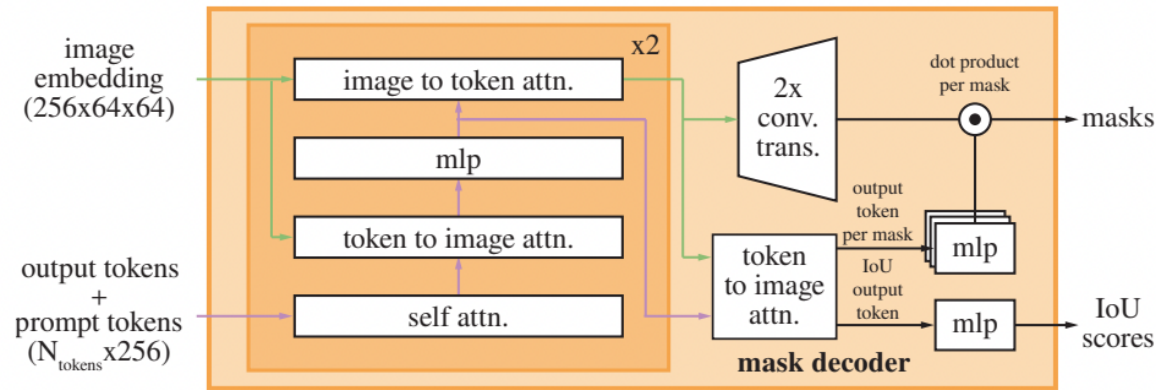 image
embedding
(256x64x64)
output tokens
+
prompt tokens
(N_tokens x256)
x2
image to token attn.
mlp
token to image attn.
self attn.
2x
conv.
trans.
dot product
per mask
masks
output
token
per mask
mlp
token
to image
attn.
IoU
output
token
mlp
IoU
scores
mask decoder